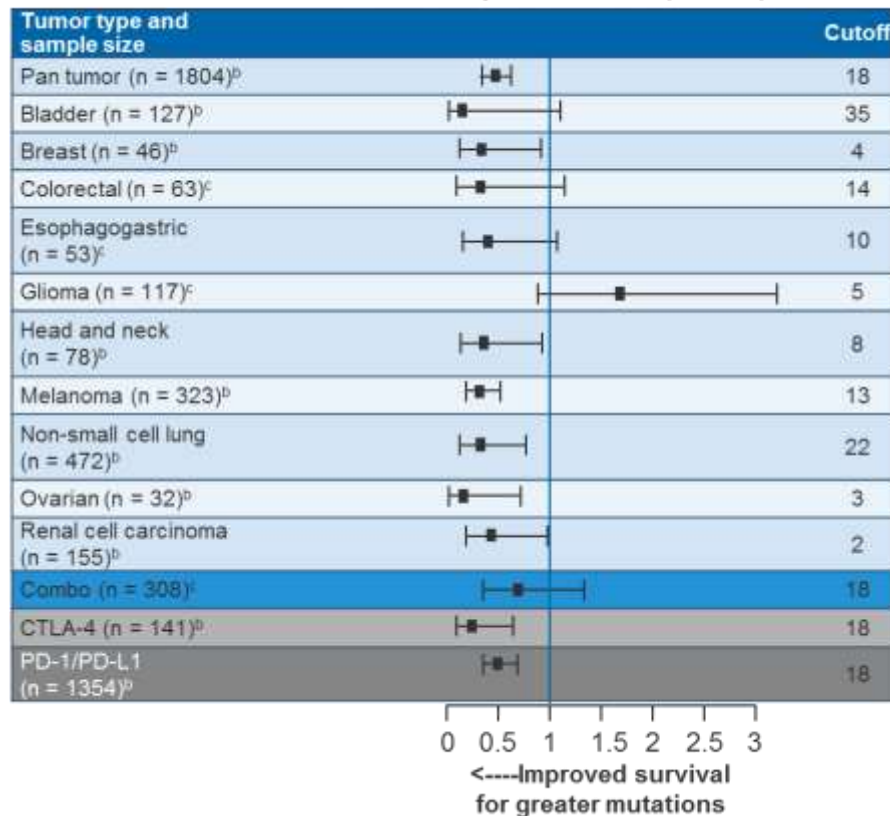 Tumor type and
sample size
Cutoff
Pan tumor (n = 1804)ᵇ
18
Bladder (n = 127)ᵇ
35
Breast (n = 46)ᵇ
4
Colorectal (n = 63)ᶜ
14
Esophagogastric
(n = 53)ᶜ
10
Glioma (n = 117)ᶜ
5
Head and neck
(n = 78)ᵇ
8
Melanoma (n = 323)ᵇ
13
Non-small cell lung
(n = 472)ᵇ
22
Ovarian (n = 32)ᵇ
3
Renal cell carcinoma
(n = 155)ᵇ
2
Combo (n = 308)ᶜ
18
CTLA-4 (n = 141)ᵇ
18
PD-1/PD-L1
(n = 1354)ᵇ
18
0 0.5 1 1.5 2 2.5 3
<----Improved survival
for greater mutations